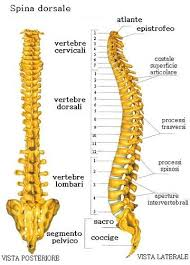 Spina dorsale
atlante
epistrofeo
vertebre
cervicali
costole
superficie
articolare
vertebre
dorsali
processi
trasversi
processi
spinosi
vertebre
lombari
aperture
intervertebrali
sacro
segmento
pelvico
coccige
VISTA POSTERIORE
VISTA LATERALE